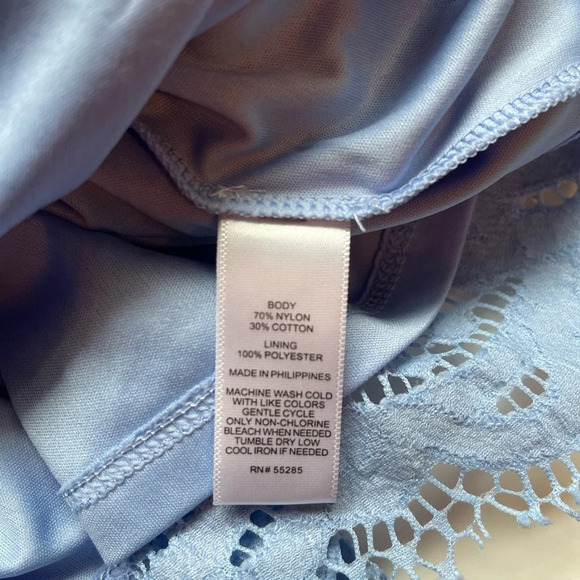 BODY
70% NYLON
30% COTTON
LINING
100% POLYESTER
MADE IN PHILIPPINES
MACHINE WASH COLD
WITH LIKE COLORS
GENTLE CYCLE
ONLY NON-CHLORINE
BLEACH WHEN NEEDED
TUMBLE DRY LOW
COOL IRON IF NEEDED
RN# 55285